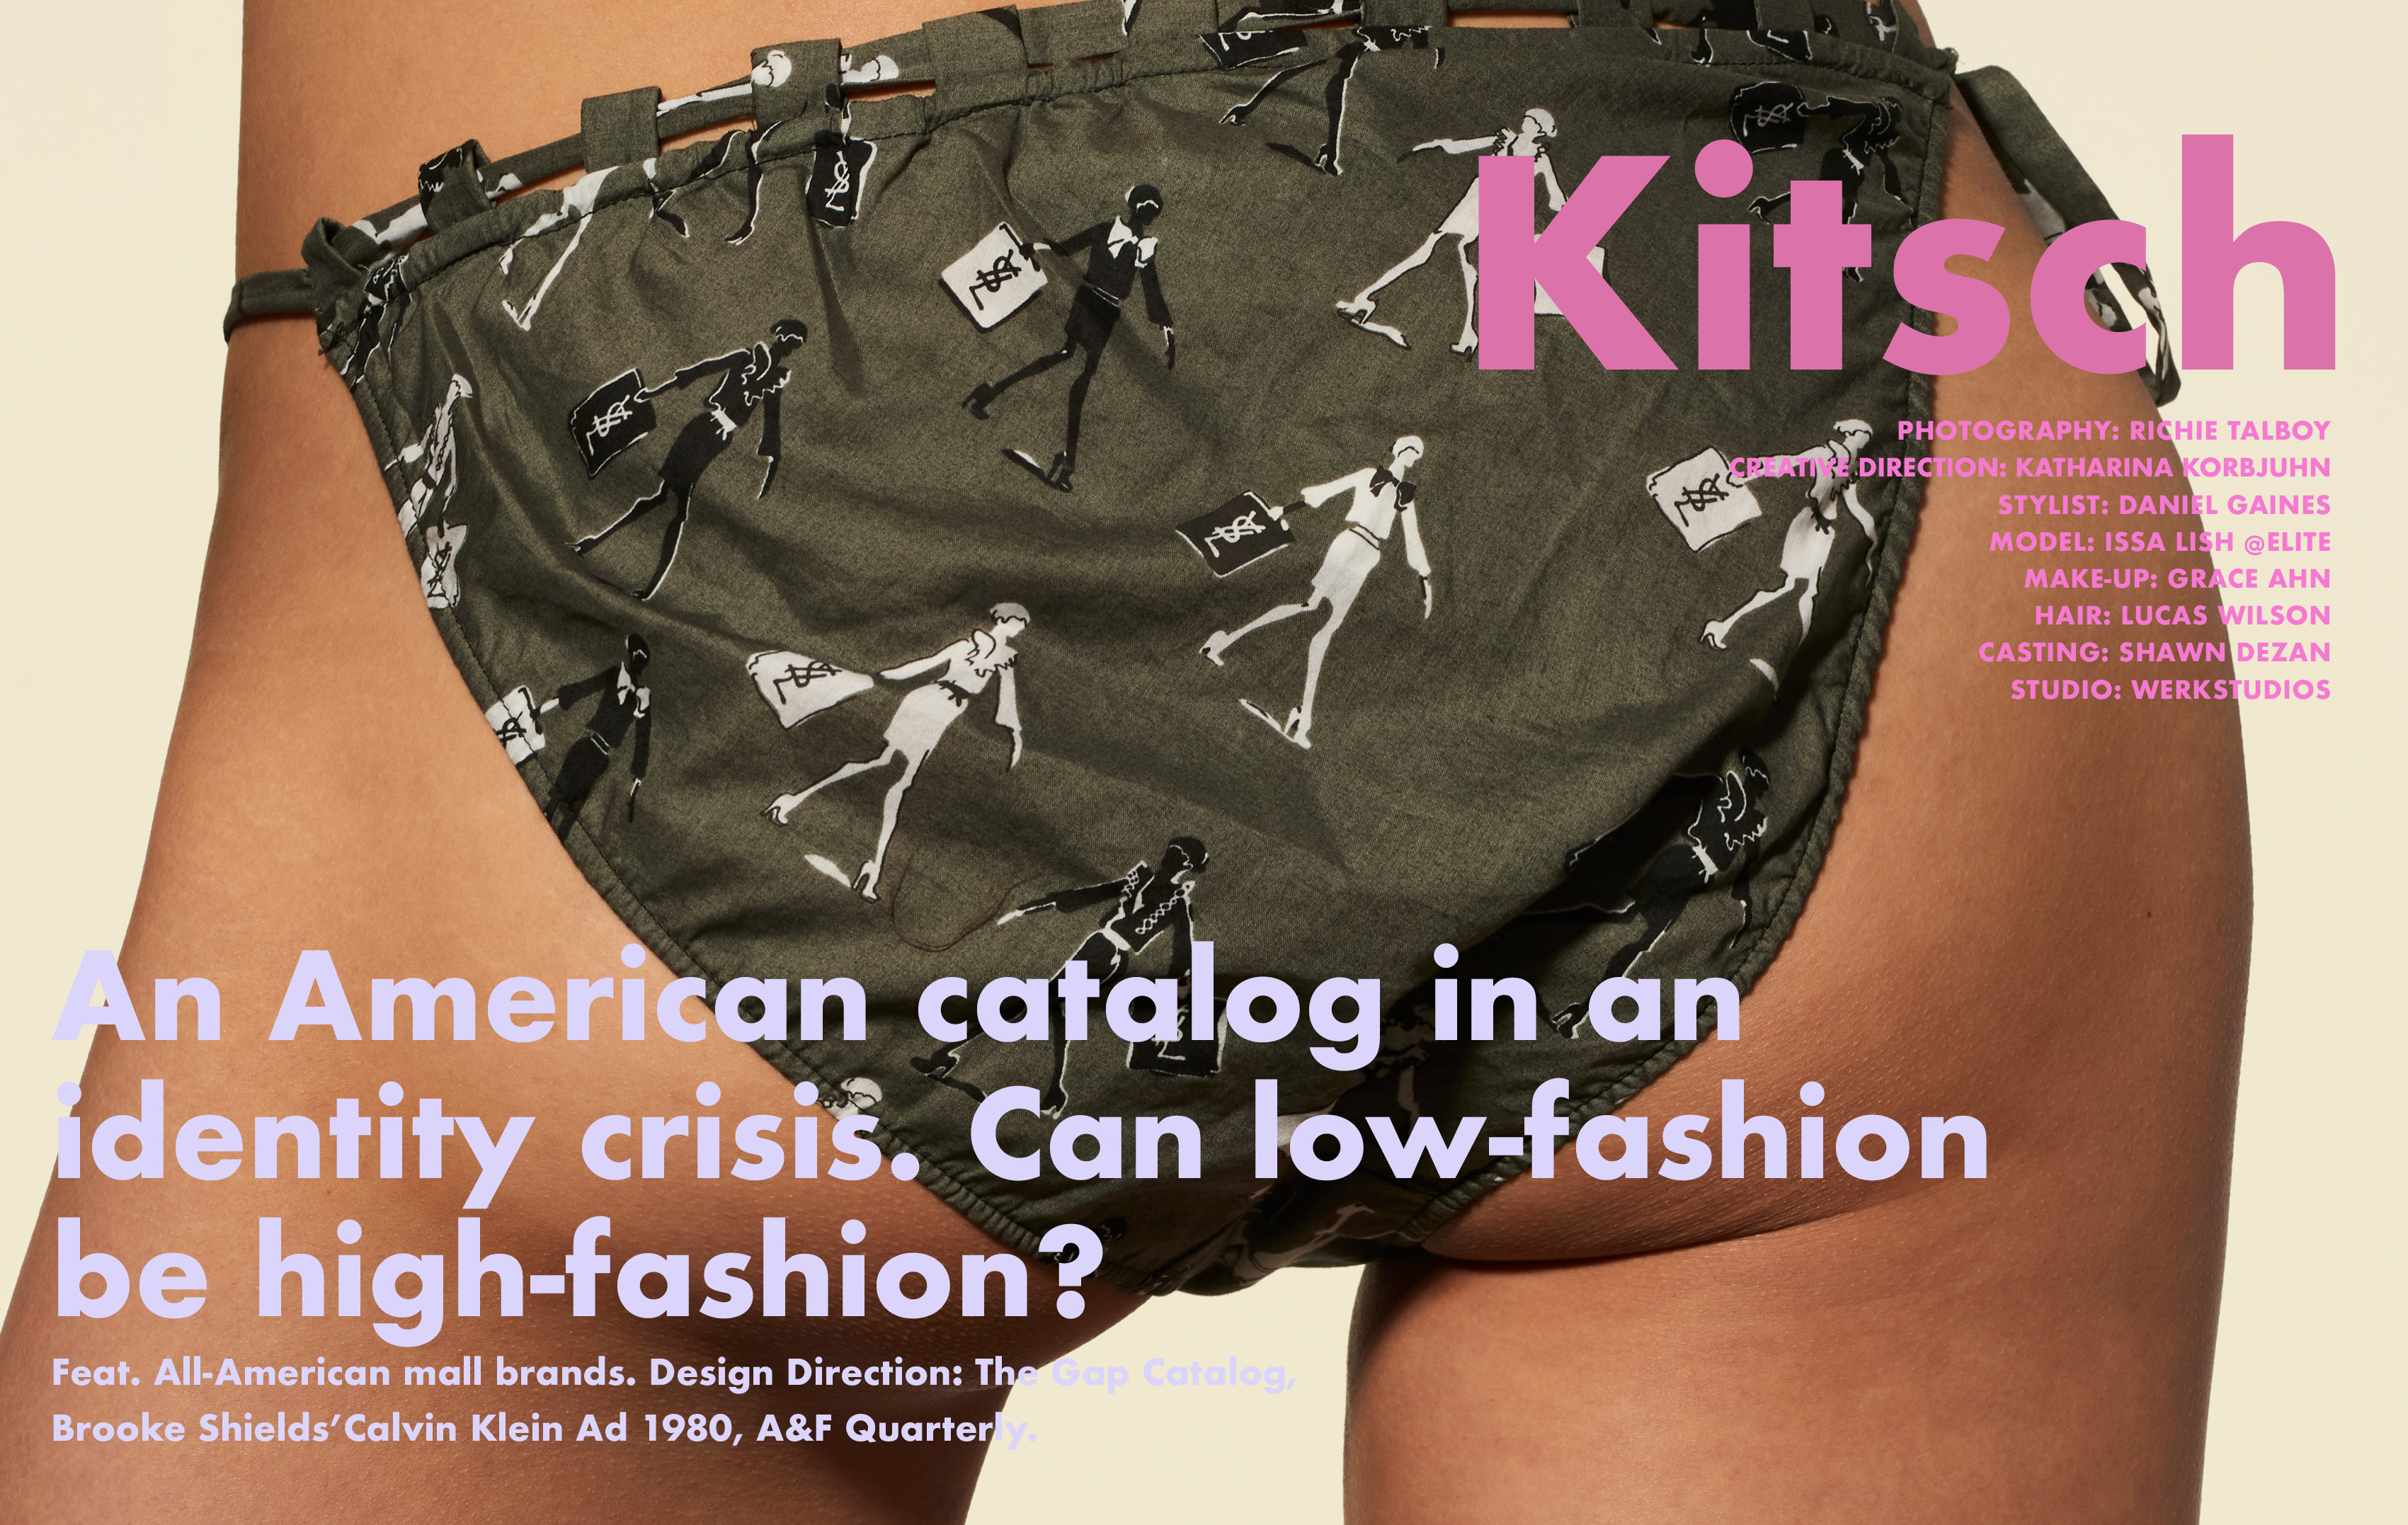 Kitsch
PHOTOGRAPHY: RICHIE TALBOY
CREATIVE DIRECTION: KATHARINA KORBJUHN
STYLIST: DANIEL GAINES
MODEL: ISSA LISH @ELITE
MAKE-UP: GRACE AHN
HAIR: LUCAS WILSON
CASTING: SHAWN DEZAN
STUDIO: WERKSTUDIOS
An American catalog in an
identity crisis. Can low-fashion
be high-fashion?
Feat. All-American mall brands. Design Direction: The Gap Catalog,
Brooke Shields’Calvin Klein Ad 1980, A&F Quarterly.